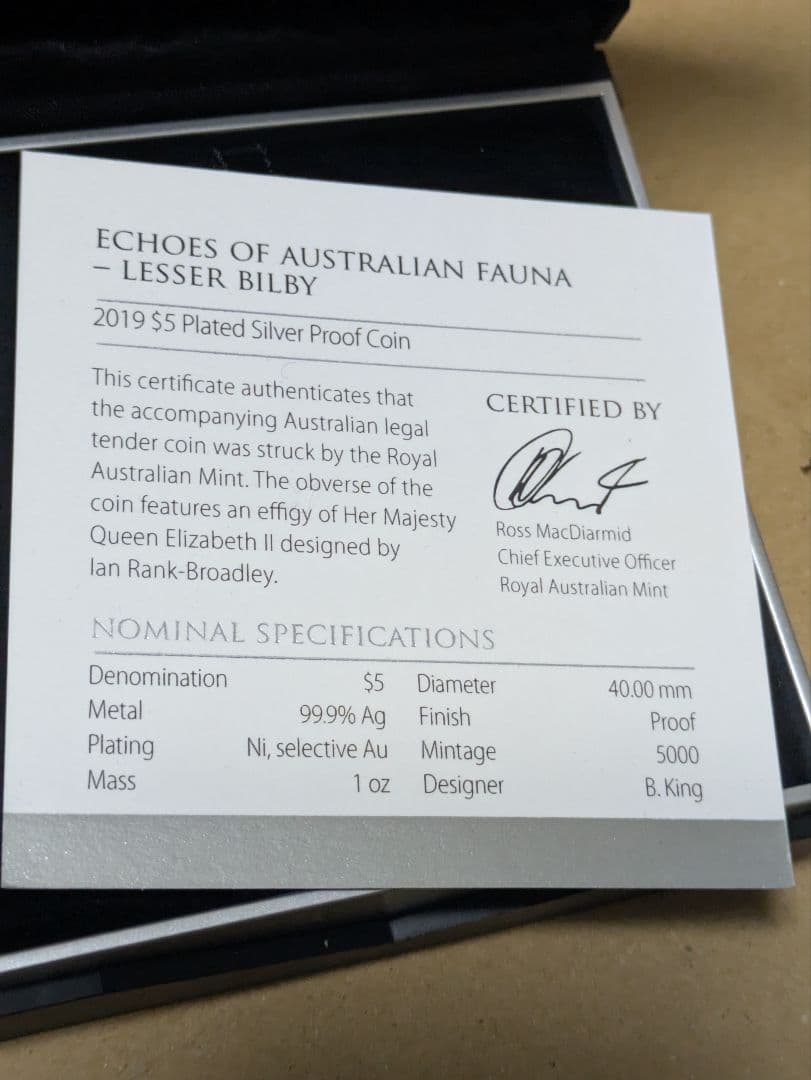 ECHOES OF AUSTRALIAN FAUNA
– LESSER BILBY
2019 $5 Plated Silver Proof Coin
This certificate authenticates that
the accompanying Australian legal
tender coin was struck by the Royal
Australian Mint. The obverse of the
coin features an effigy of Her Majesty
Queen Elizabeth II designed by
Ian Rank-Broadley.
CERTIFIED BY
Ross MacDiarmid
Chief Executive Officer
Royal Australian Mint
NOMINAL SPECIFICATIONS
Denomination $5 Diameter 40.00 mm
Metal 99.9% Ag Finish Proof
Plating Ni, selective Au Mintage 5000
Mass 1 oz Designer B. King